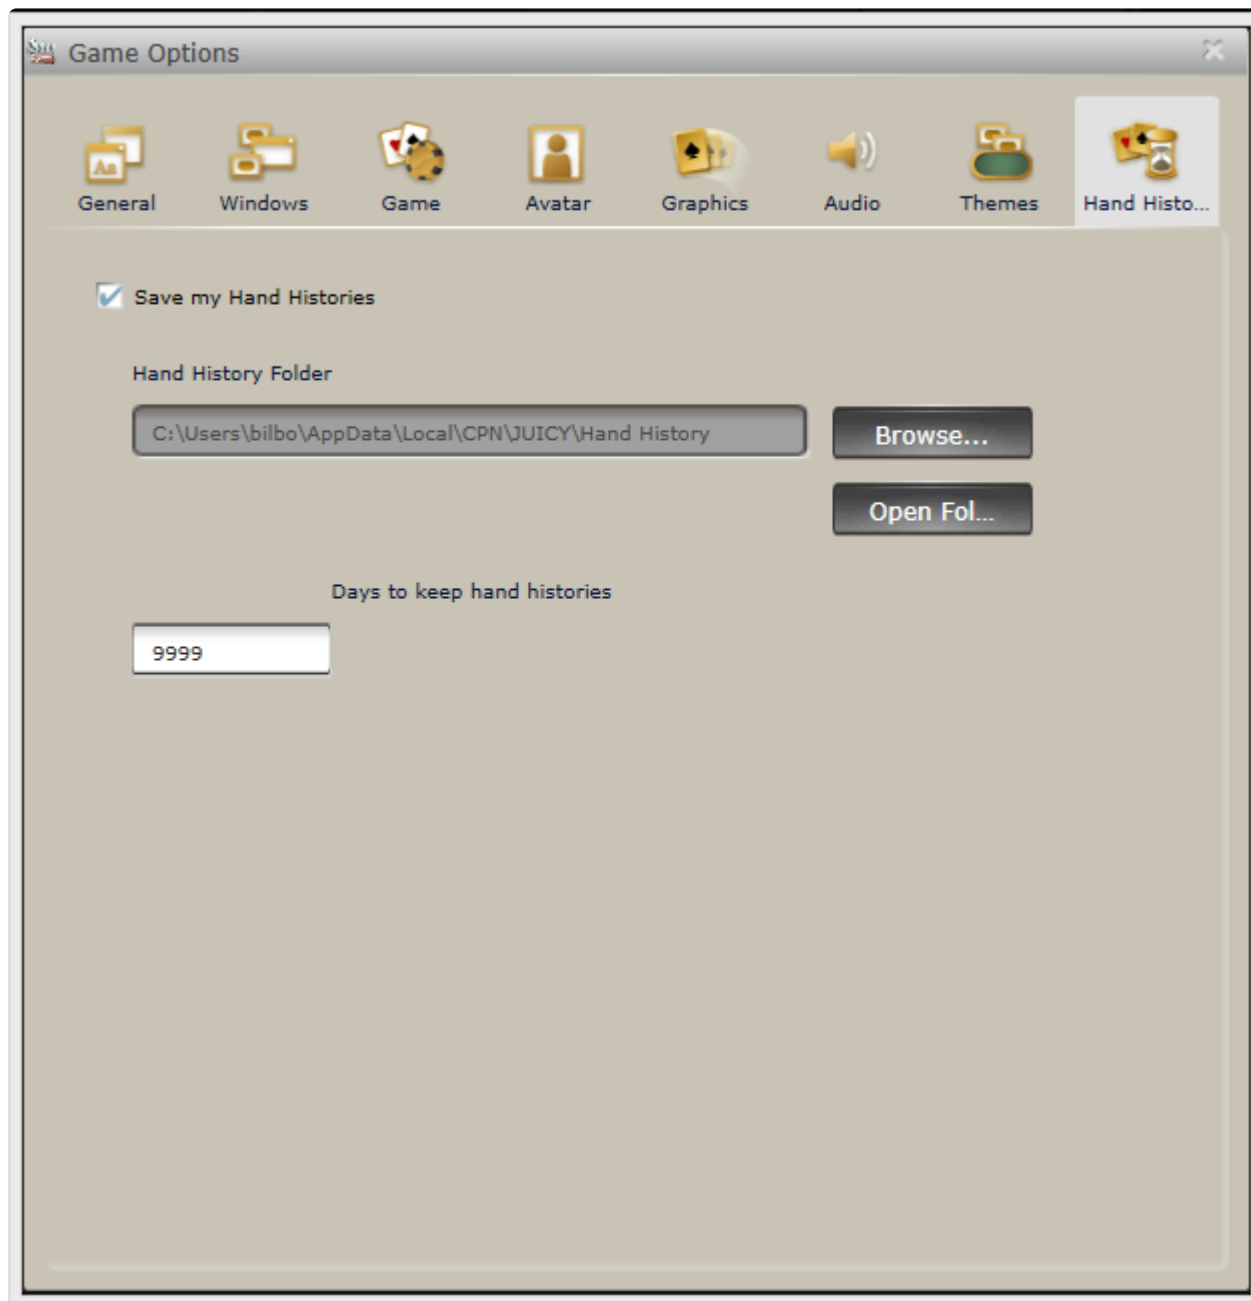 Game Options
General Windows Game Avatar Graphics Audio Themes Hand Histo...
Save my Hand Histories
Hand History Folder
C:\Users\bilbo\AppData\Local\CPN\JUICY\Hand History Browse...
Open Fol...
Days to keep hand histories
9999